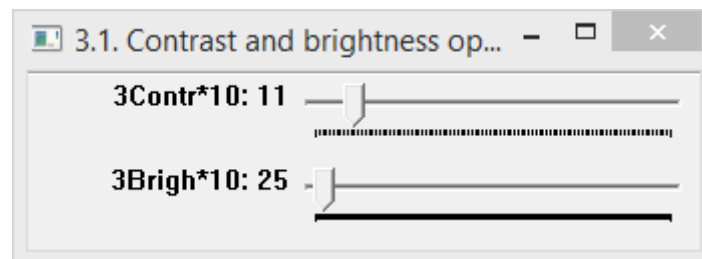 3.1. Contrast and brightness op...
3Contr*10: 11
3Brigh*10: 25